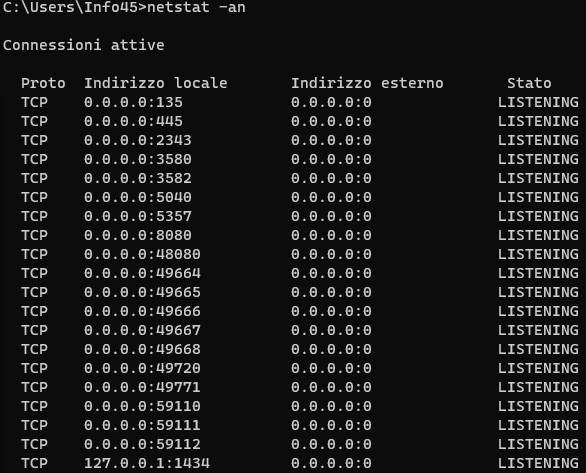 C:\Users\Info45>netstat -an
Connessioni attive
Proto Indirizzo locale Indirizzo esterno Stato
TCP 0.0.0.0:135 0.0.0.0:0 LISTENING
TCP 0.0.0.0:445 0.0.0.0:0 LISTENING
TCP 0.0.0.0:2343 0.0.0.0:0 LISTENING
TCP 0.0.0.0:3580 0.0.0.0:0 LISTENING
TCP 0.0.0.0:3582 0.0.0.0:0 LISTENING
TCP 0.0.0.0:5040 0.0.0.0:0 LISTENING
TCP 0.0.0.0:5357 0.0.0.0:0 LISTENING
TCP 0.0.0.0:8080 0.0.0.0:0 LISTENING
TCP 0.0.0.0:48080 0.0.0.0:0 LISTENING
TCP 0.0.0.0:49664 0.0.0.0:0 LISTENING
TCP 0.0.0.0:49665 0.0.0.0:0 LISTENING
TCP 0.0.0.0:49666 0.0.0.0:0 LISTENING
TCP 0.0.0.0:49667 0.0.0.0:0 LISTENING
TCP 0.0.0.0:49668 0.0.0.0:0 LISTENING
TCP 0.0.0.0:49720 0.0.0.0:0 LISTENING
TCP 0.0.0.0:49771 0.0.0.0:0 LISTENING
TCP 0.0.0.0:59110 0.0.0.0:0 LISTENING
TCP 0.0.0.0:59111 0.0.0.0:0 LISTENING
TCP 0.0.0.0:59112 0.0.0.0:0 LISTENING
TCP 127.0.0.1:1434 0.0.0.0:0 LISTENING